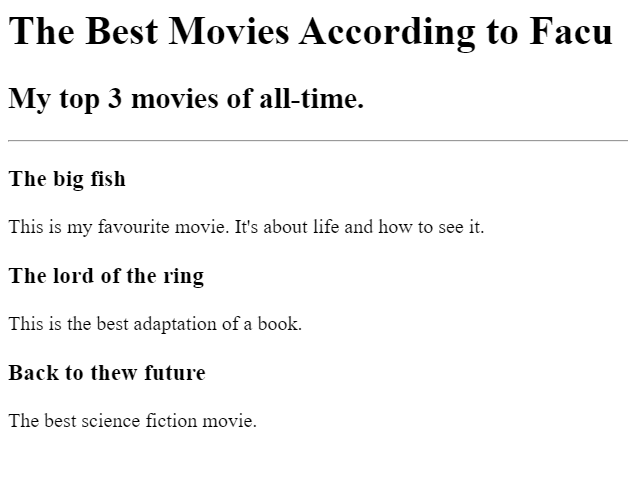 The Best Movies According to Facu
My top 3 movies of all-time.
The big fish
This is my favourite movie. It's about life and how to see it.
The lord of the ring
This is the best adaptation of a book.
Back to thew future
The best science fiction movie.